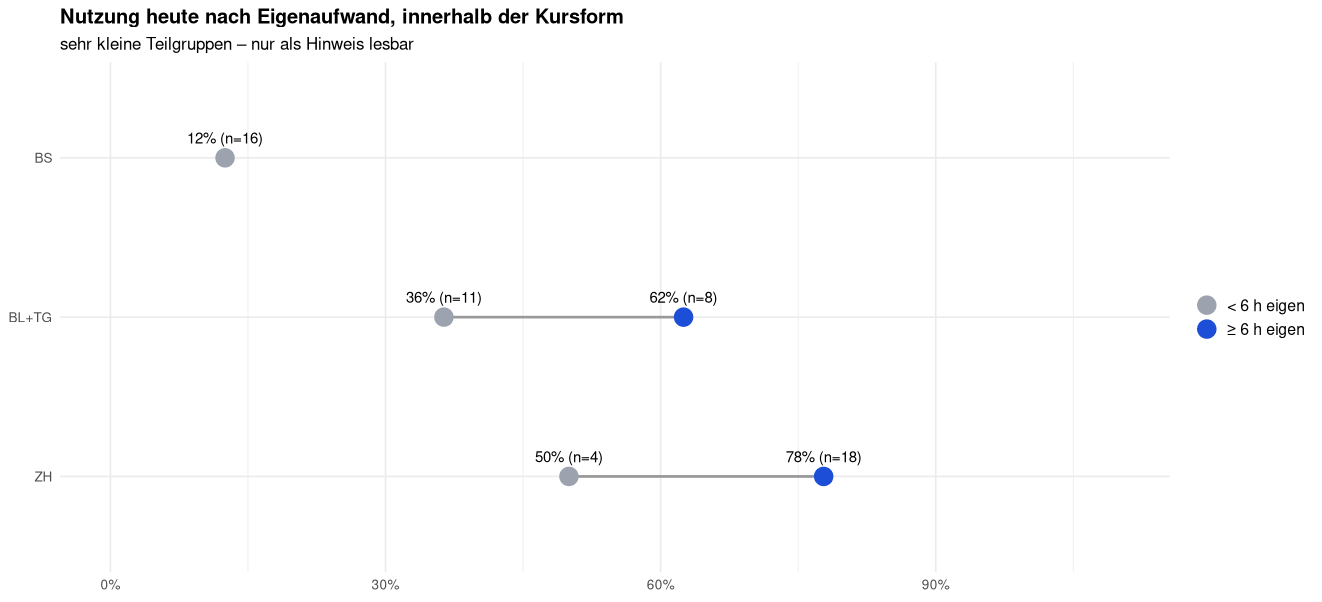 Nutzung heute nach Eigenaufwand, innerhalb der Kursform
sehr kleine Teilgruppen – nur als Hinweis lesbar
12% (n=16)
BS
36% (n=11) 62% (n=8)
BL+TG
< 6 h eigen
≥ 6 h eigen
50% (n=4) 78% (n=18)
ZH
0% 30% 60% 90%